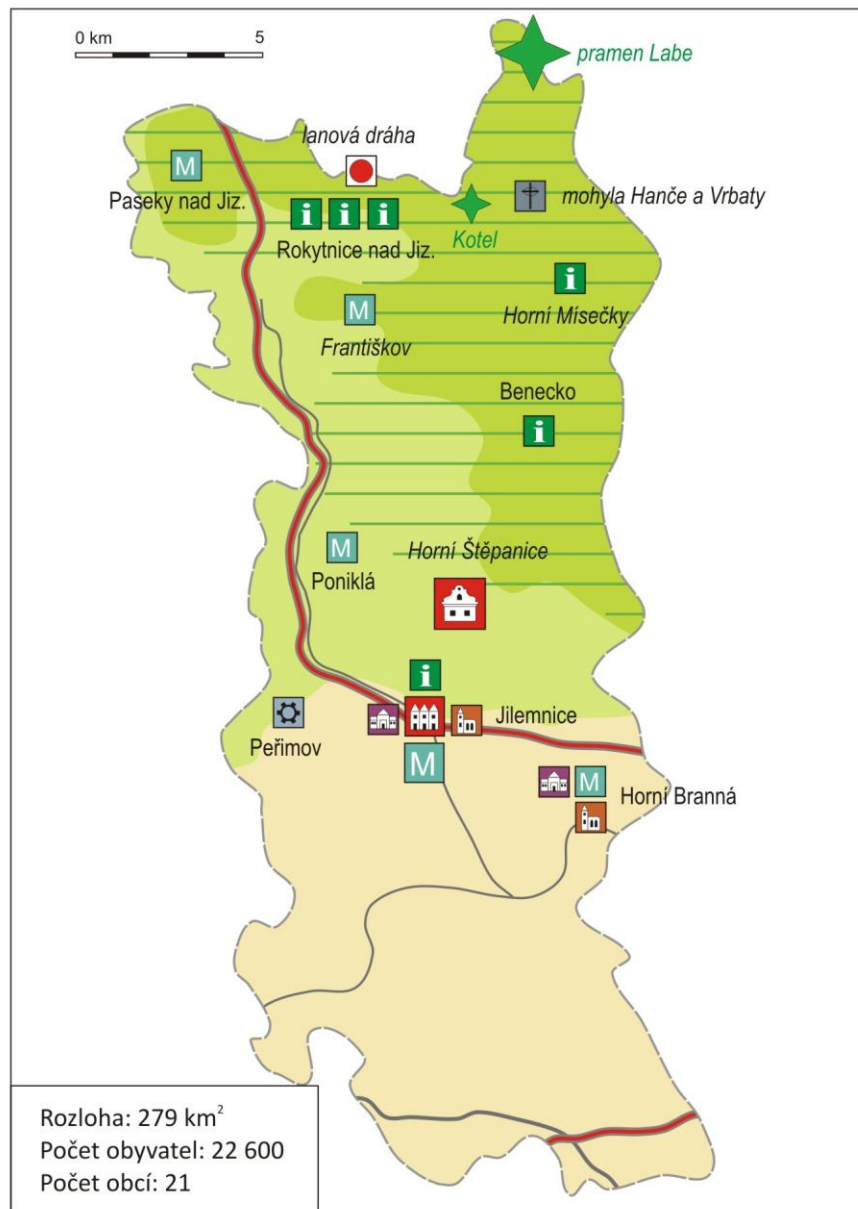 0 km 5
pramen Labe
lanová dráha
M
Paseky nad Jiz.
mohyla Hanče a Vrbaty
i i i
Kotel
Rokytnice nad Jiz.
i
M
Horní Mísečky
Františkov
Benecko
i
M
Horní Štěpanice
Poniklá
i
Jilemnice
Peřimov
M
M
Horní Branná
Rozloha: 279 km²
Počet obyvatel: 22 600
Počet obcí: 21